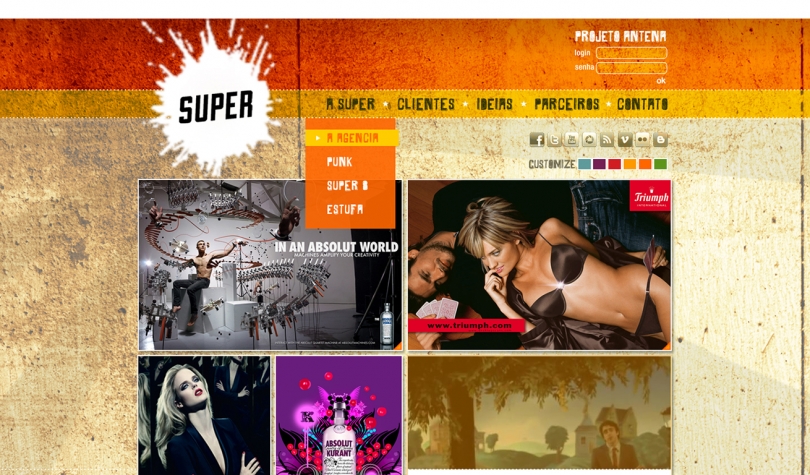 PROJETO ANTENA
login
senha
ok
SUPER
A SUPER ★ CLIENTES ★ IDÉIAS ★ PARCEIROS ★ CONTATO
A AGENCIA
PUNK
SUPER 8
ESTUFA
CUSTOMIZE
IN AN ABSOLUT WORLD
MACHINES AMPLIFY YOUR CREATIVITY
Triumph
INTERNATIONAL
www.triumph.com
K
ABSOLUT
KURANT